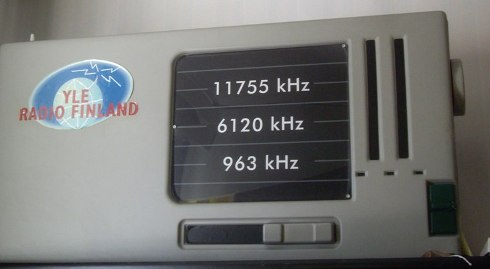 YLE
RADIO FINLAND
11755 kHz
6120 kHz
963 kHz